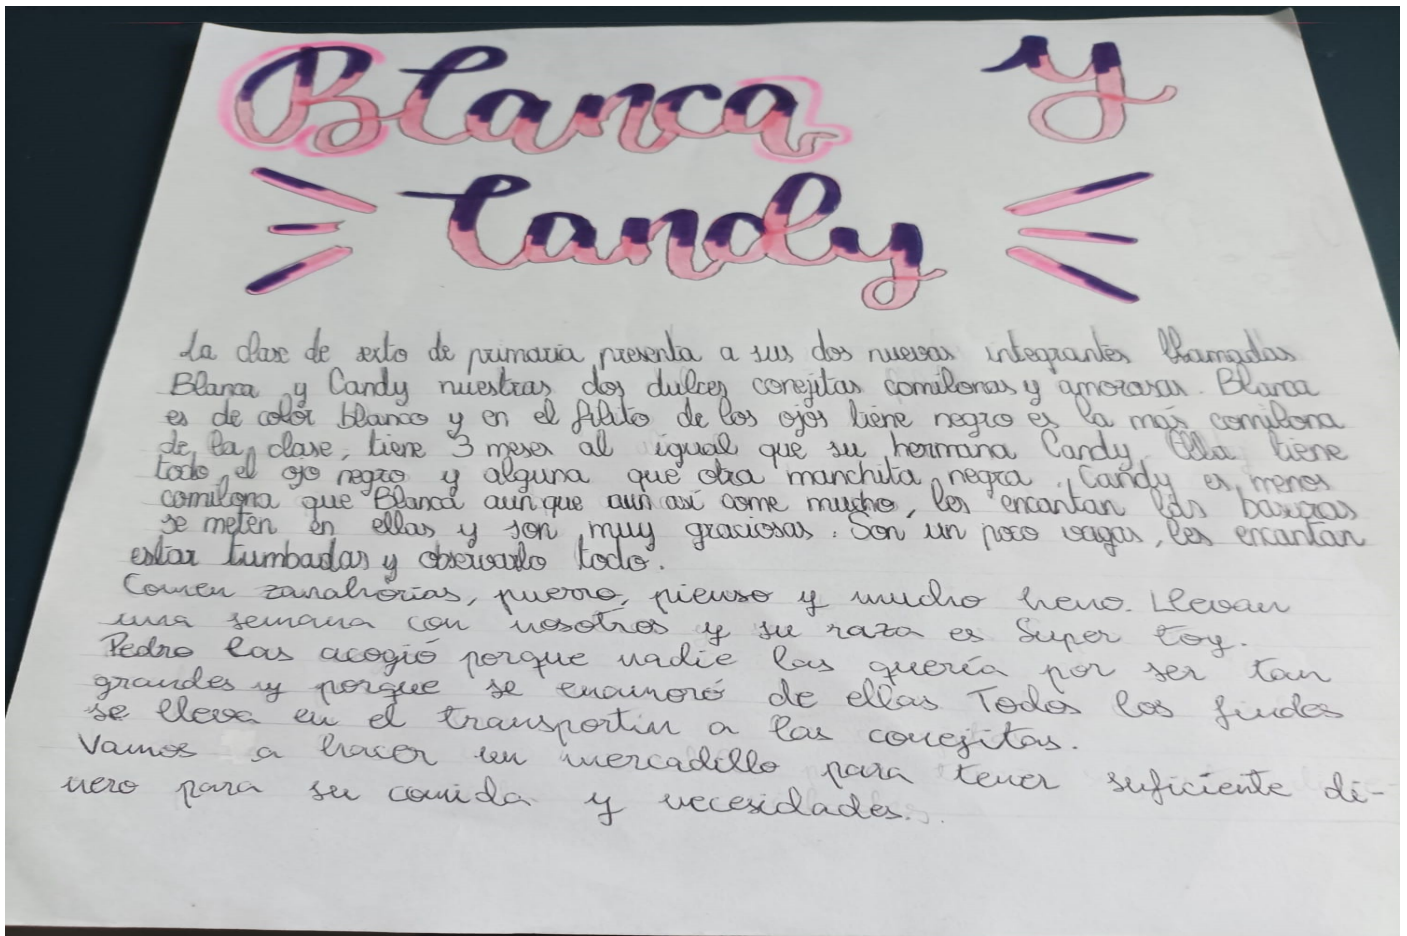 Blanca y
Candy
La clase de sexto de primaria presenta a sus dos nuevas integrantes llamadas
Blanca y Candy nuestras dos dulces conejitas comilonas y amorosas. Blanca
es de color blanco y en el filito de los ojos tiene negro es la más comilona
de la clase, tiene 3 meses al igual que su hermana Candy. Ella tiene
todo el ojo negro y alguna que otra manchita negra. Candy es menos
comilona que Blanca aunque aun así come mucho, les encantan las basuras
se meten en ellas y son muy graciosas. Son un poco vagas, les encantan
estar tumbadas y observarlo todo.
Comen zanahorias, puerro, pienso y mucho heno. Llevan
una semana con nosotros y su raza es Super toy.
Pedro las acogió porque nadie las quería por ser tan
grandes y porque se enamoró de ellas Todos los findes
se lleva en el transportín a las conejitas.
Vamos a hacer un mercadillo para tener suficiente di-
nero para su comida y necesidades.